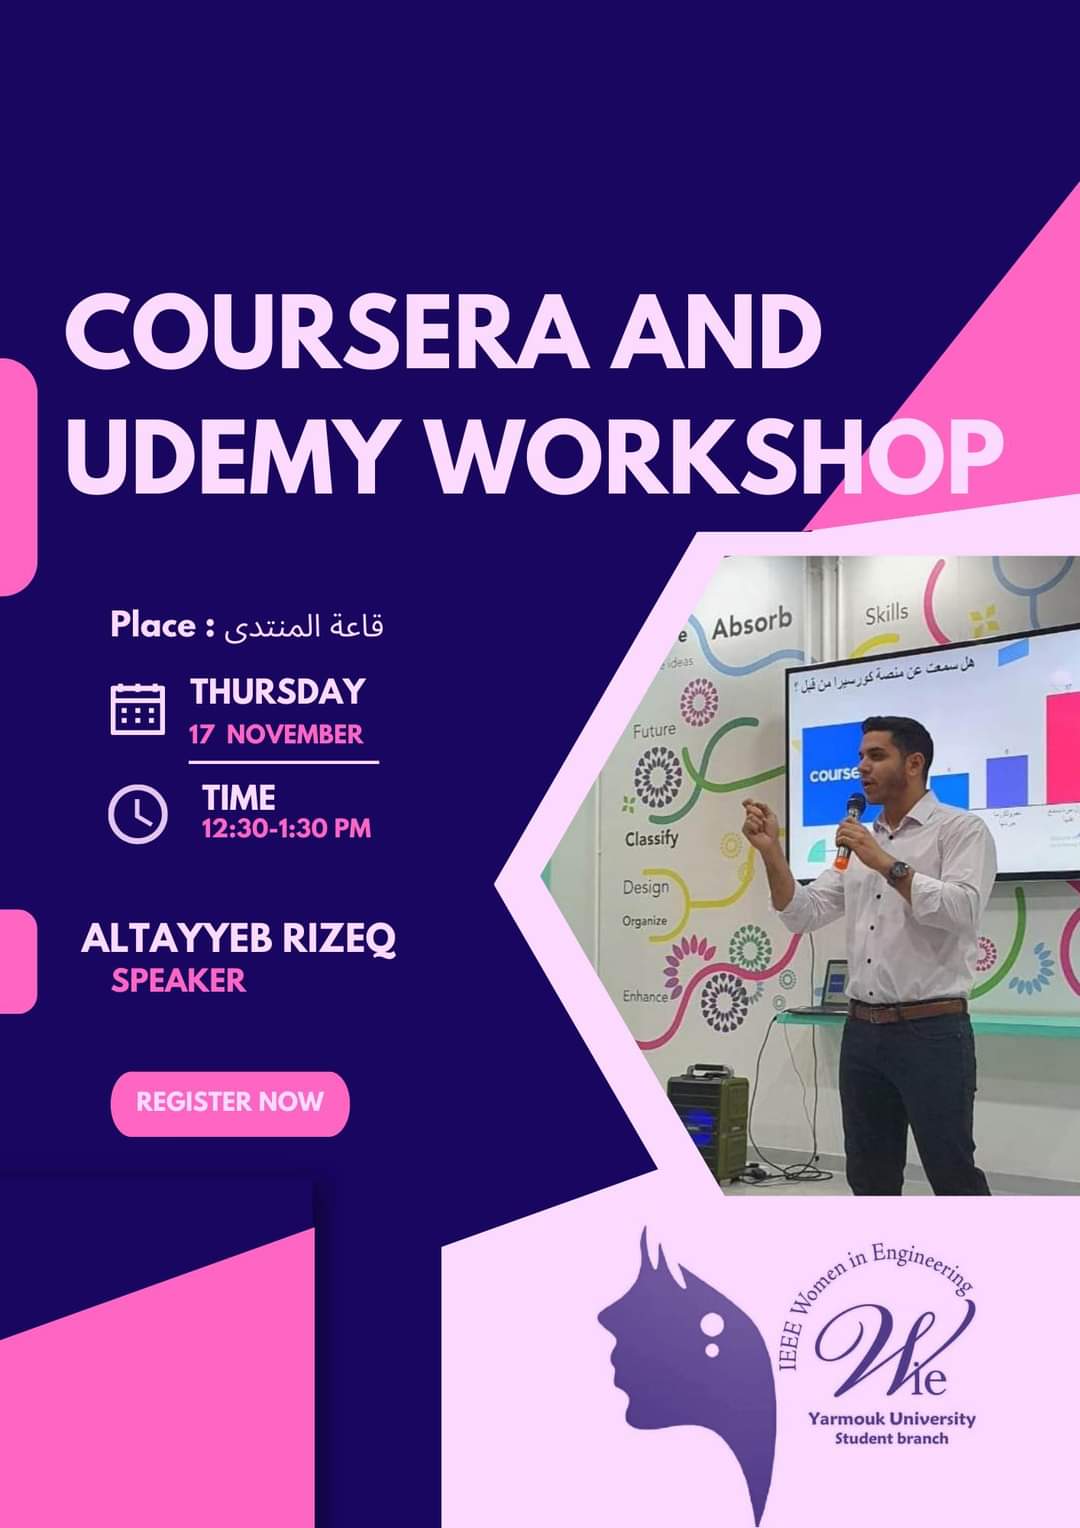 COURSERA AND
UDEMY WORKSHOP
Place : قاعة المنتدى
THURSDAY
17 NOVEMBER
TIME
12:30-1:30 PM
ALTAYYEB RIZEQ
SPEAKER
REGISTER NOW
Absorb
Skills
ideas
Future
Classify
Design
Organize
Enhance
هل سمعت عن منصة كورسيرا من قبل ؟
course
IEEE Women in Engineering
Wie
Yarmouk University
Student branch